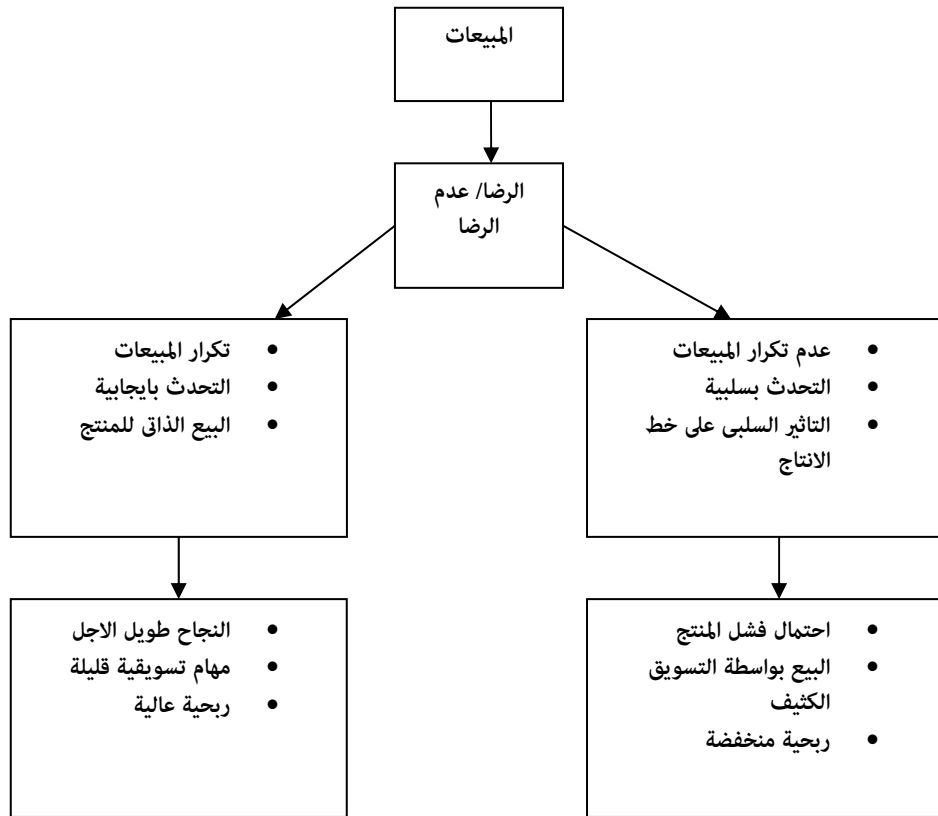 المبيعات
الرضا/ عدم
الرضا
• تكرار المبيعات
• التحدث بايجابية
• البيع الذاتى للمنتج
• عدم تكرار المبيعات
• التحدث بسلبية
• التاثير السلبى على خط
الانتاج
• النجاح طويل الاجل
• مهام تسويقية قليلة
• ربحية عالية
• احتمال فشل المنتج
• البيع بواسطة التسويق
الكثيف
• ربحية منخفضة